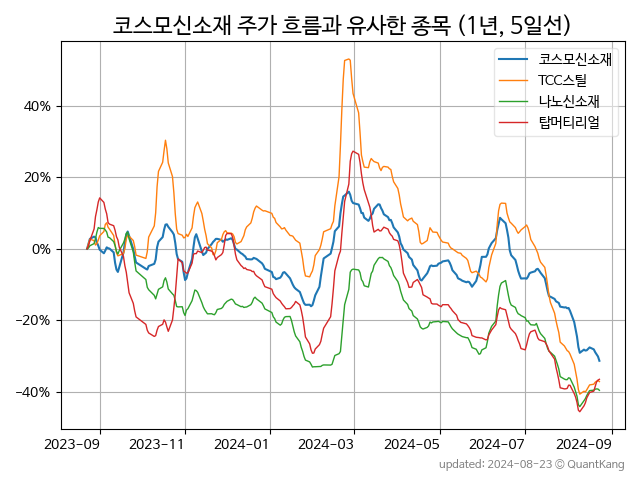 코스모신소재 주가 흐름과 유사한 종목 (1년, 5일선)
코스모신소재
TCC스틸
나노신소재
탑머티리얼
40%
20%
0%
−20%
−40%
2023-09 2023-11 2024-01 2024-03 2024-05 2024-07 2024-09
updated: 2024-08-23 ⓒ QuantKang